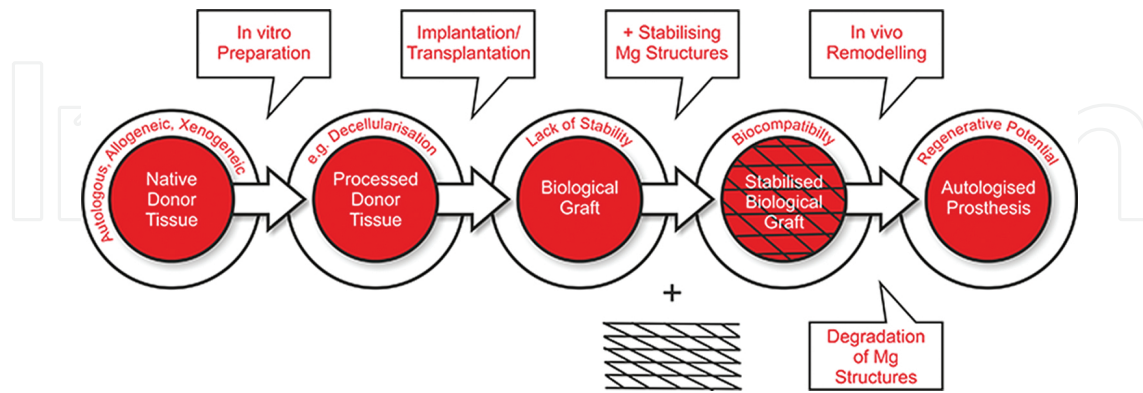 In vitro
Preparation
Implantation/
Transplantation
+ Stabilising
Mg Structures
In vivo
Remodelling
Autologous, Allogeneic, Xenogeneic
Native
Donor
Tissue
e.g. Decellularisation
Processed
Donor
Tissue
Lack of Stability
Biological
Graft
Biocompatibilty
Stabilised
Biological
Graft
Regenerative Potential
Autologised
Prosthesis
+
Degradation
of Mg
Structures